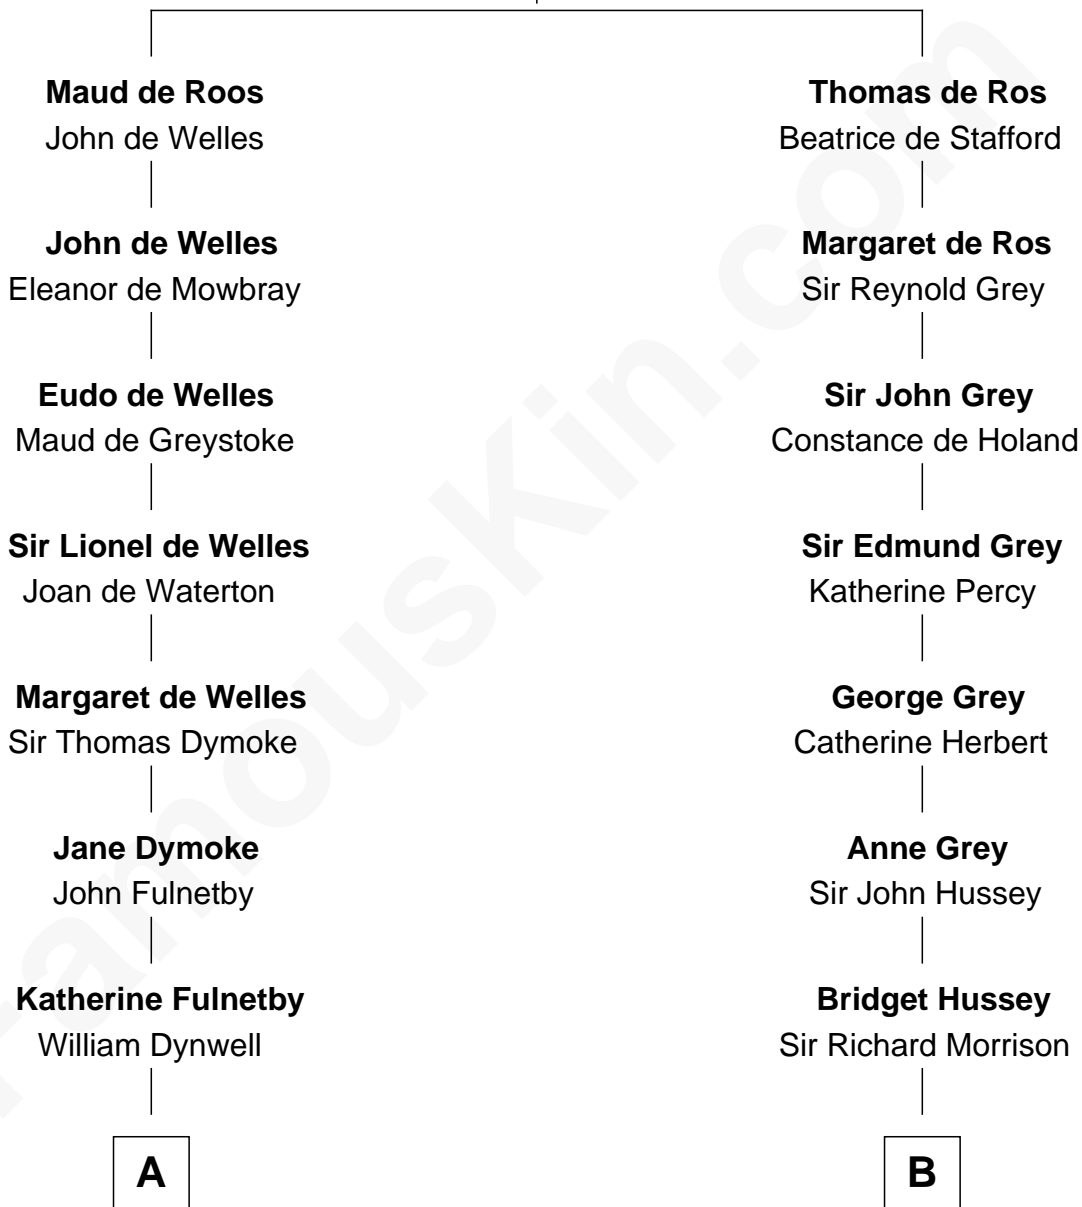 Maud de Roos
John de Welles
Thomas de Ros
Beatrice de Stafford
John de Welles
Eleanor de Mowbray
Margaret de Ros
Sir Reynold Grey
Eudo de Welles
Maud de Greystoke
Sir John Grey
Constance de Holand
Sir Lionel de Welles
Joan de Waterton
Sir Edmund Grey
Katherine Percy
Margaret de Welles
Sir Thomas Dymoke
George Grey
Catherine Herbert
Jane Dymoke
John Fulnetby
Anne Grey
Sir John Hussey
Katherine Fulnetby
William Dynwell
Bridget Hussey
Sir Richard Morrison
A
B
FamousKin.com